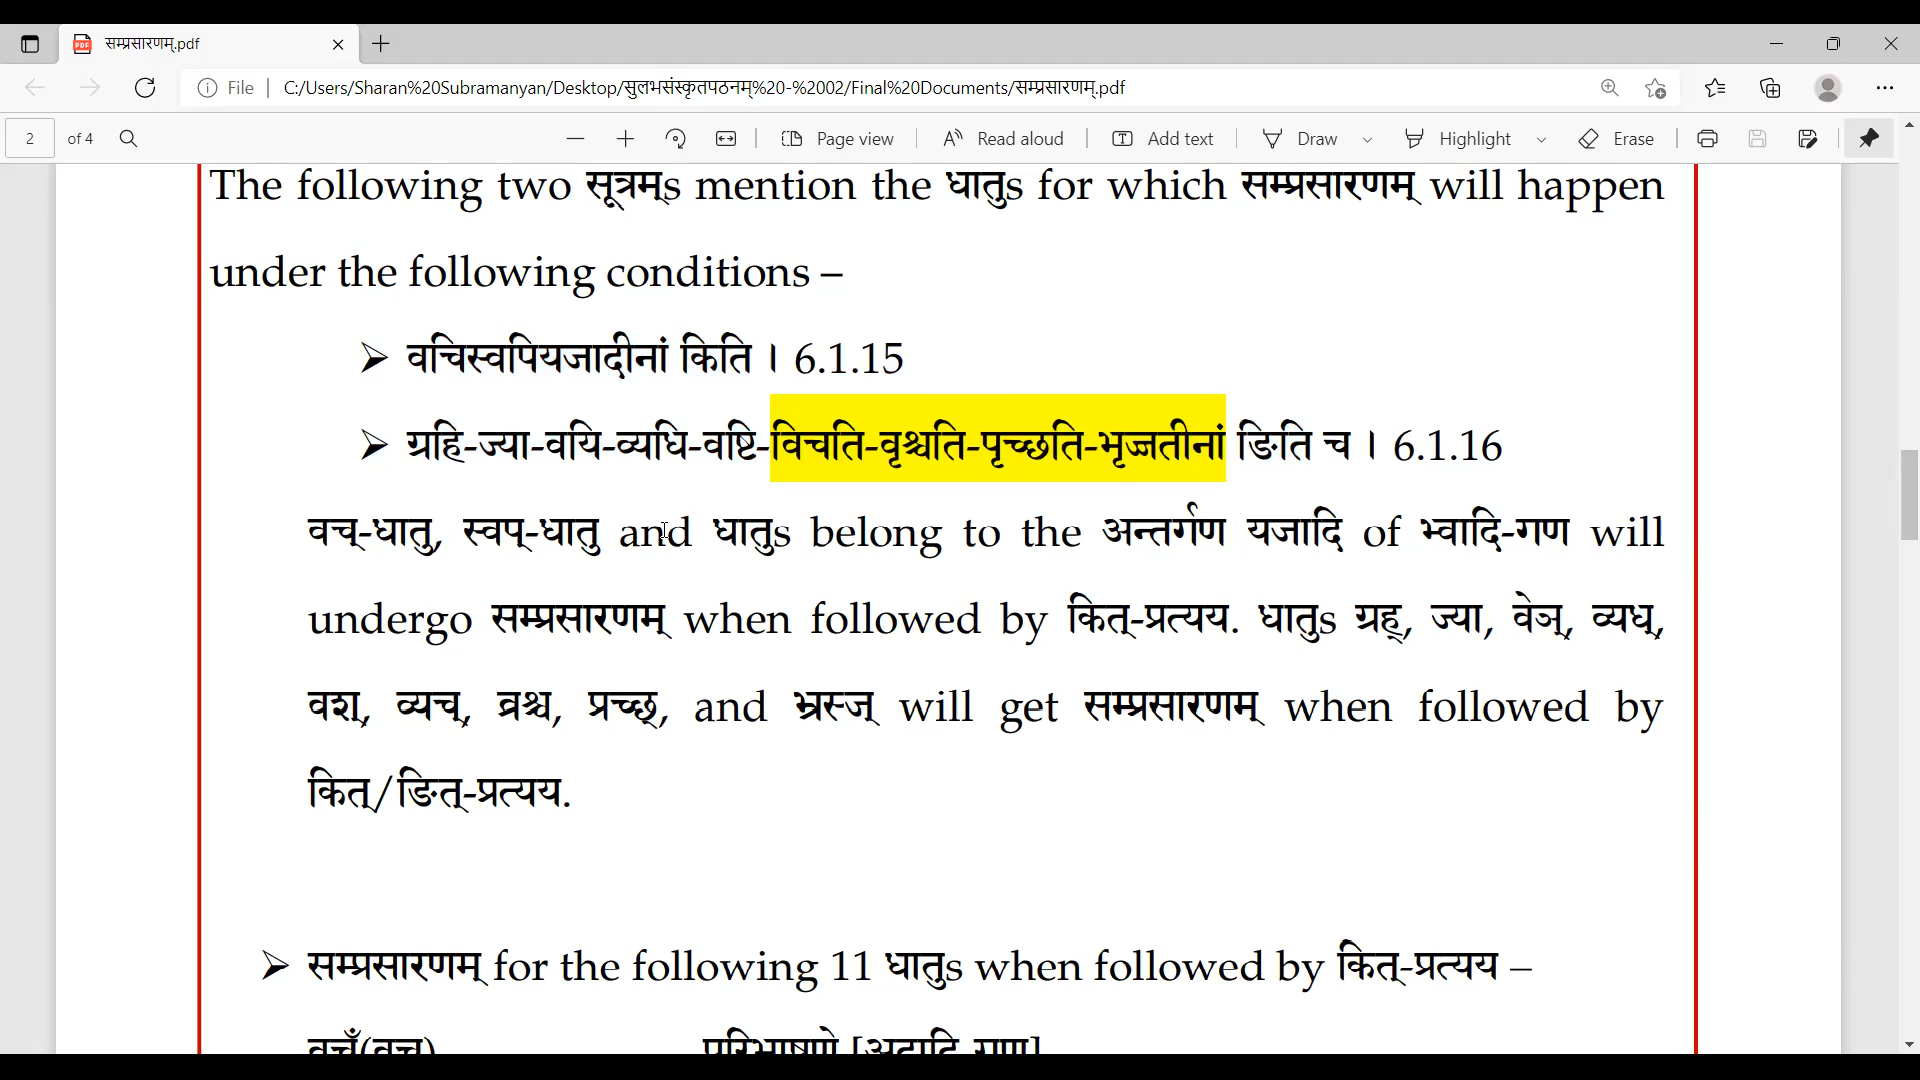 सम्प्रसारणम्.pdf
File
C:/Users/Sharan%20Subramanyan/Desktop/सुलभसंस्कृतपठनम्%20-%2002/Final%20Documents/सम्प्रसारणम्.pdf
2 of 4
Page view
Read aloud
Add text
Draw
Highlight
Erase
The following two सूत्रम्s mention the धातुs for which सम्प्रसारणम् will happen
under the following conditions –
➢ वचिस्वपियजादीनां किति । 6.1.15
➢ ग्रहि-ज्या-वयि-व्यधि-वष्टि-विचति-वृश्चति-पृच्छति-भृज्जतीनां ङिति च । 6.1.16
वच्-धातु, स्वप्-धातु and धातुs belong to the अन्तर्गण यजादि of भ्वादि-गण will
undergo सम्प्रसारणम् when followed by कित्-प्रत्यय. धातुs ग्रह्, ज्या, वेञ्, व्यध्,
वश्, व्यच्, व्रश्च, प्रच्छ्, and भ्रस्ज् will get सम्प्रसारणम् when followed by
कित्/ङित्-प्रत्यय.
➢ सम्प्रसारणम् for the following 11 धातुs when followed by कित्-प्रत्यय –
वचँ(वच्) परिभाषणे [अदादि-गण]